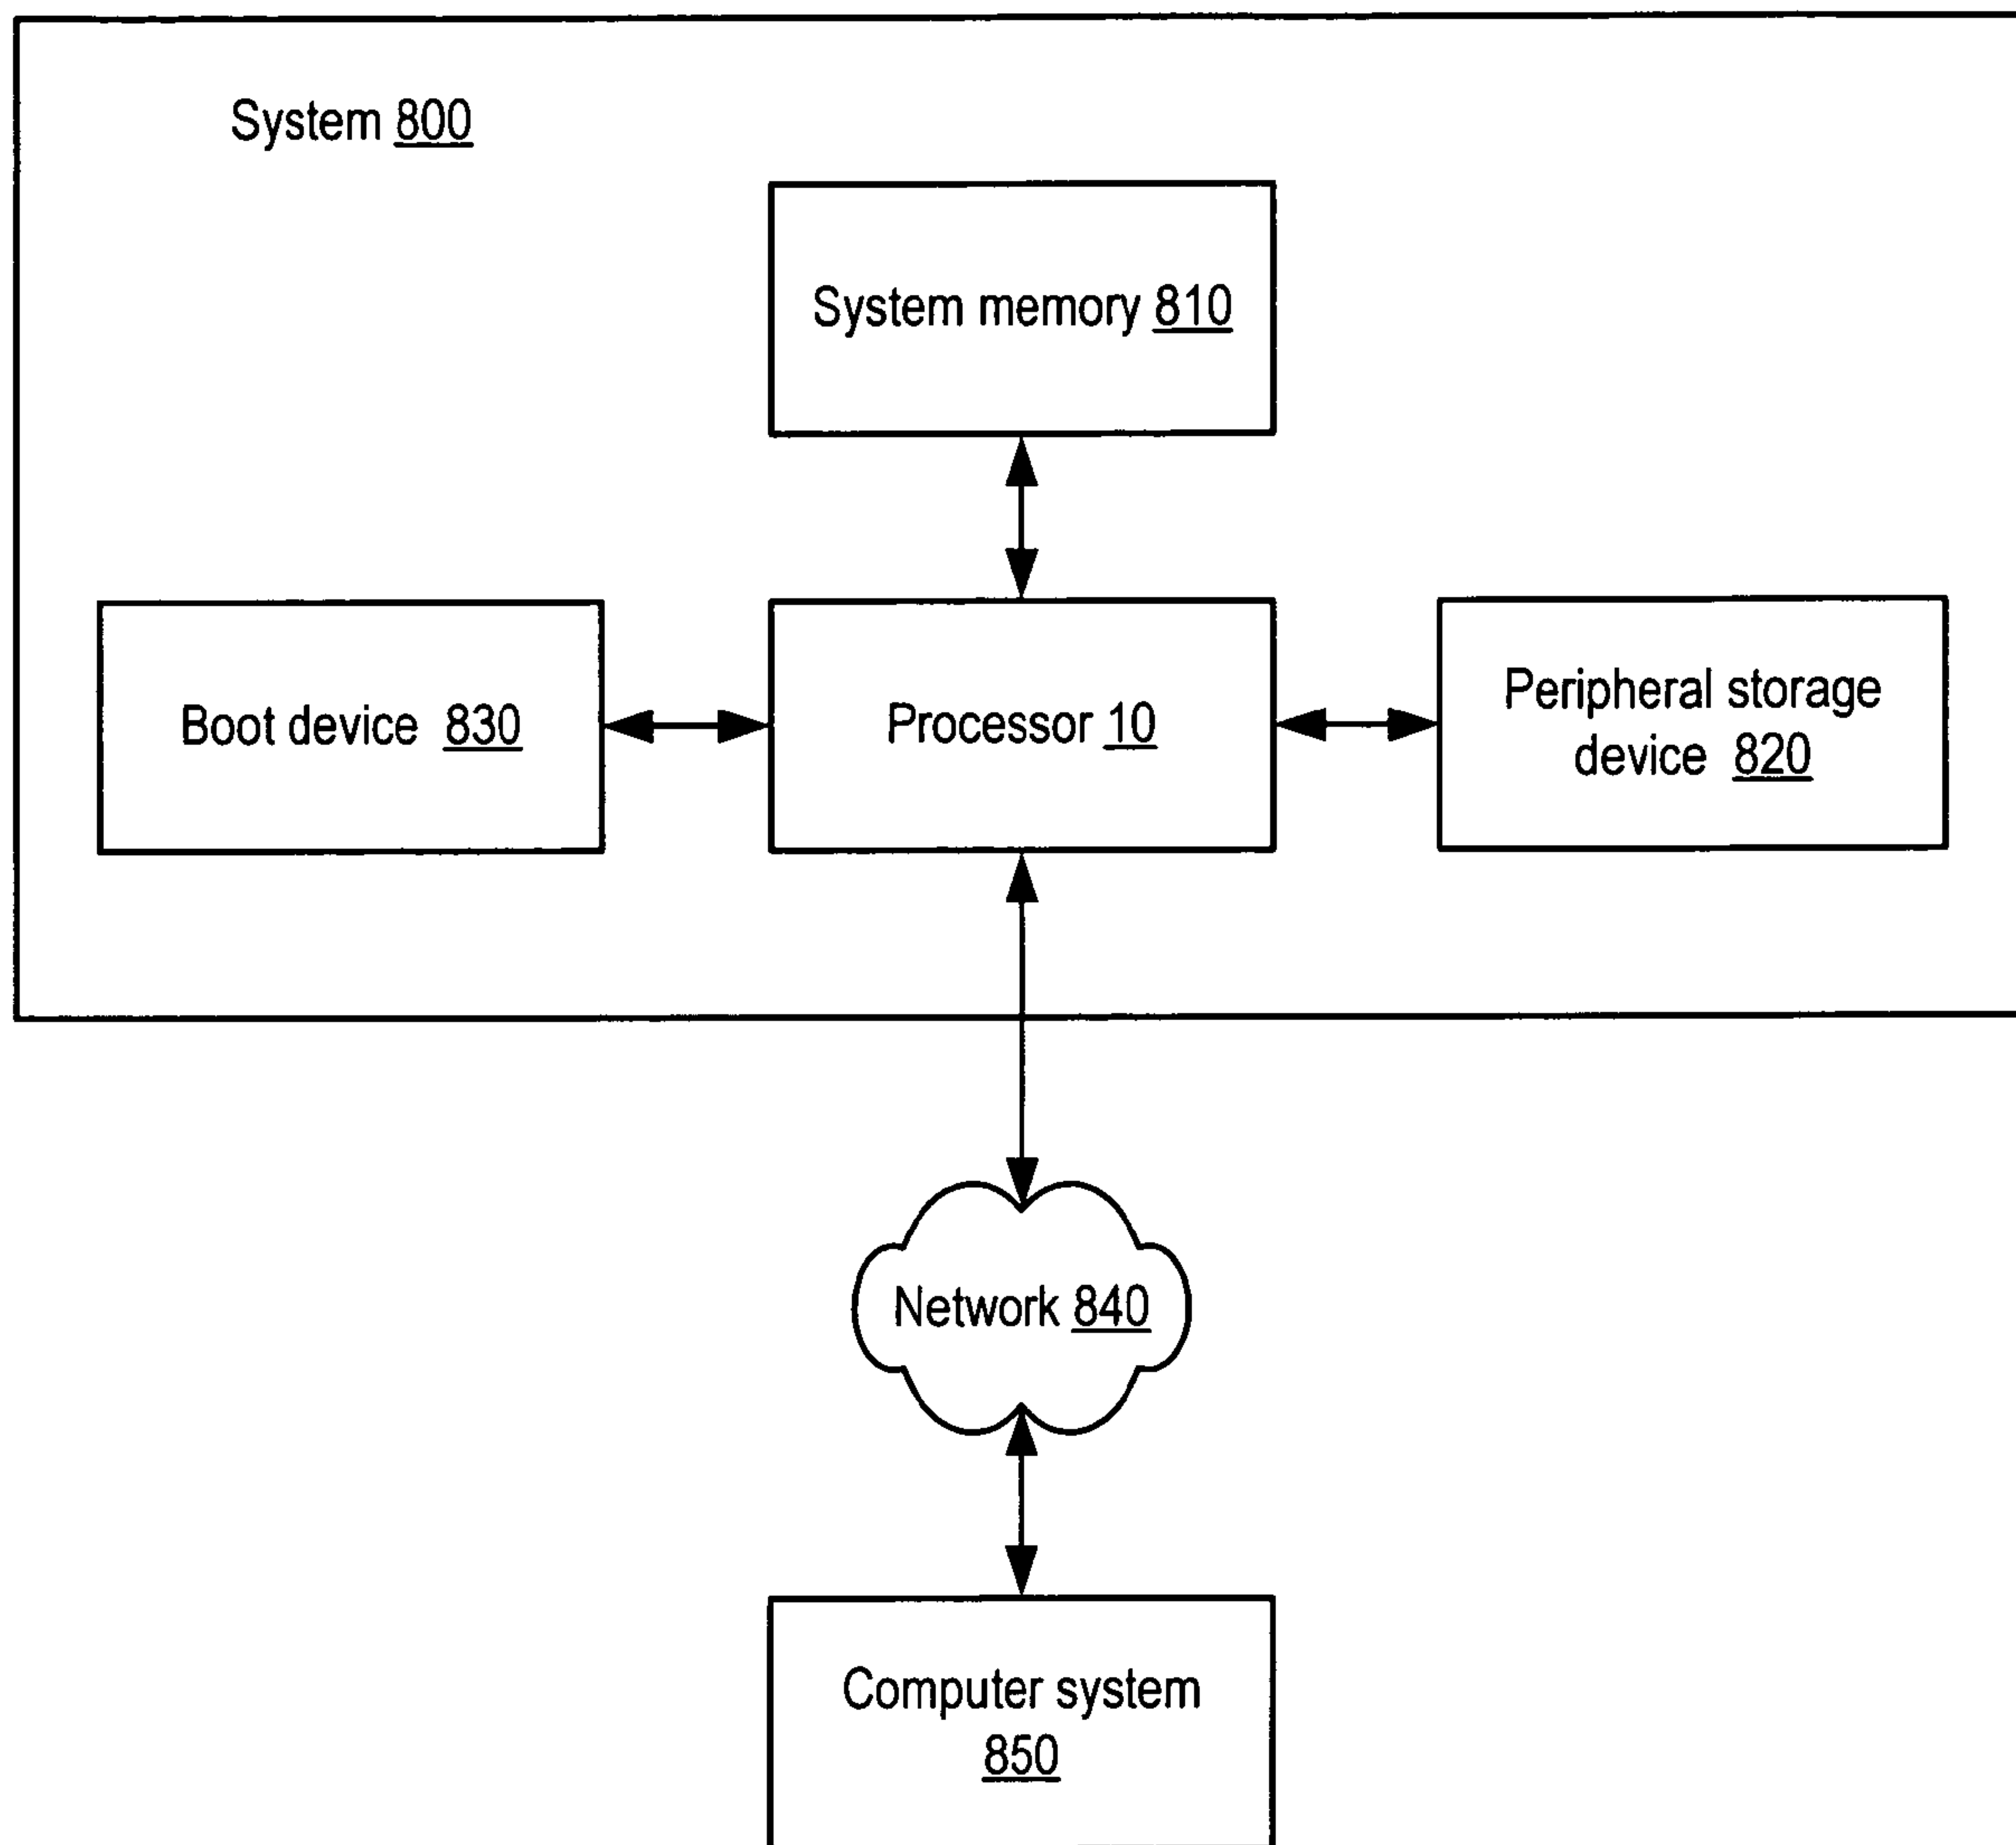 System 800
System memory 810
Boot device 830
Processor 10
Peripheral storage
device 820
Network 840
Computer system
850